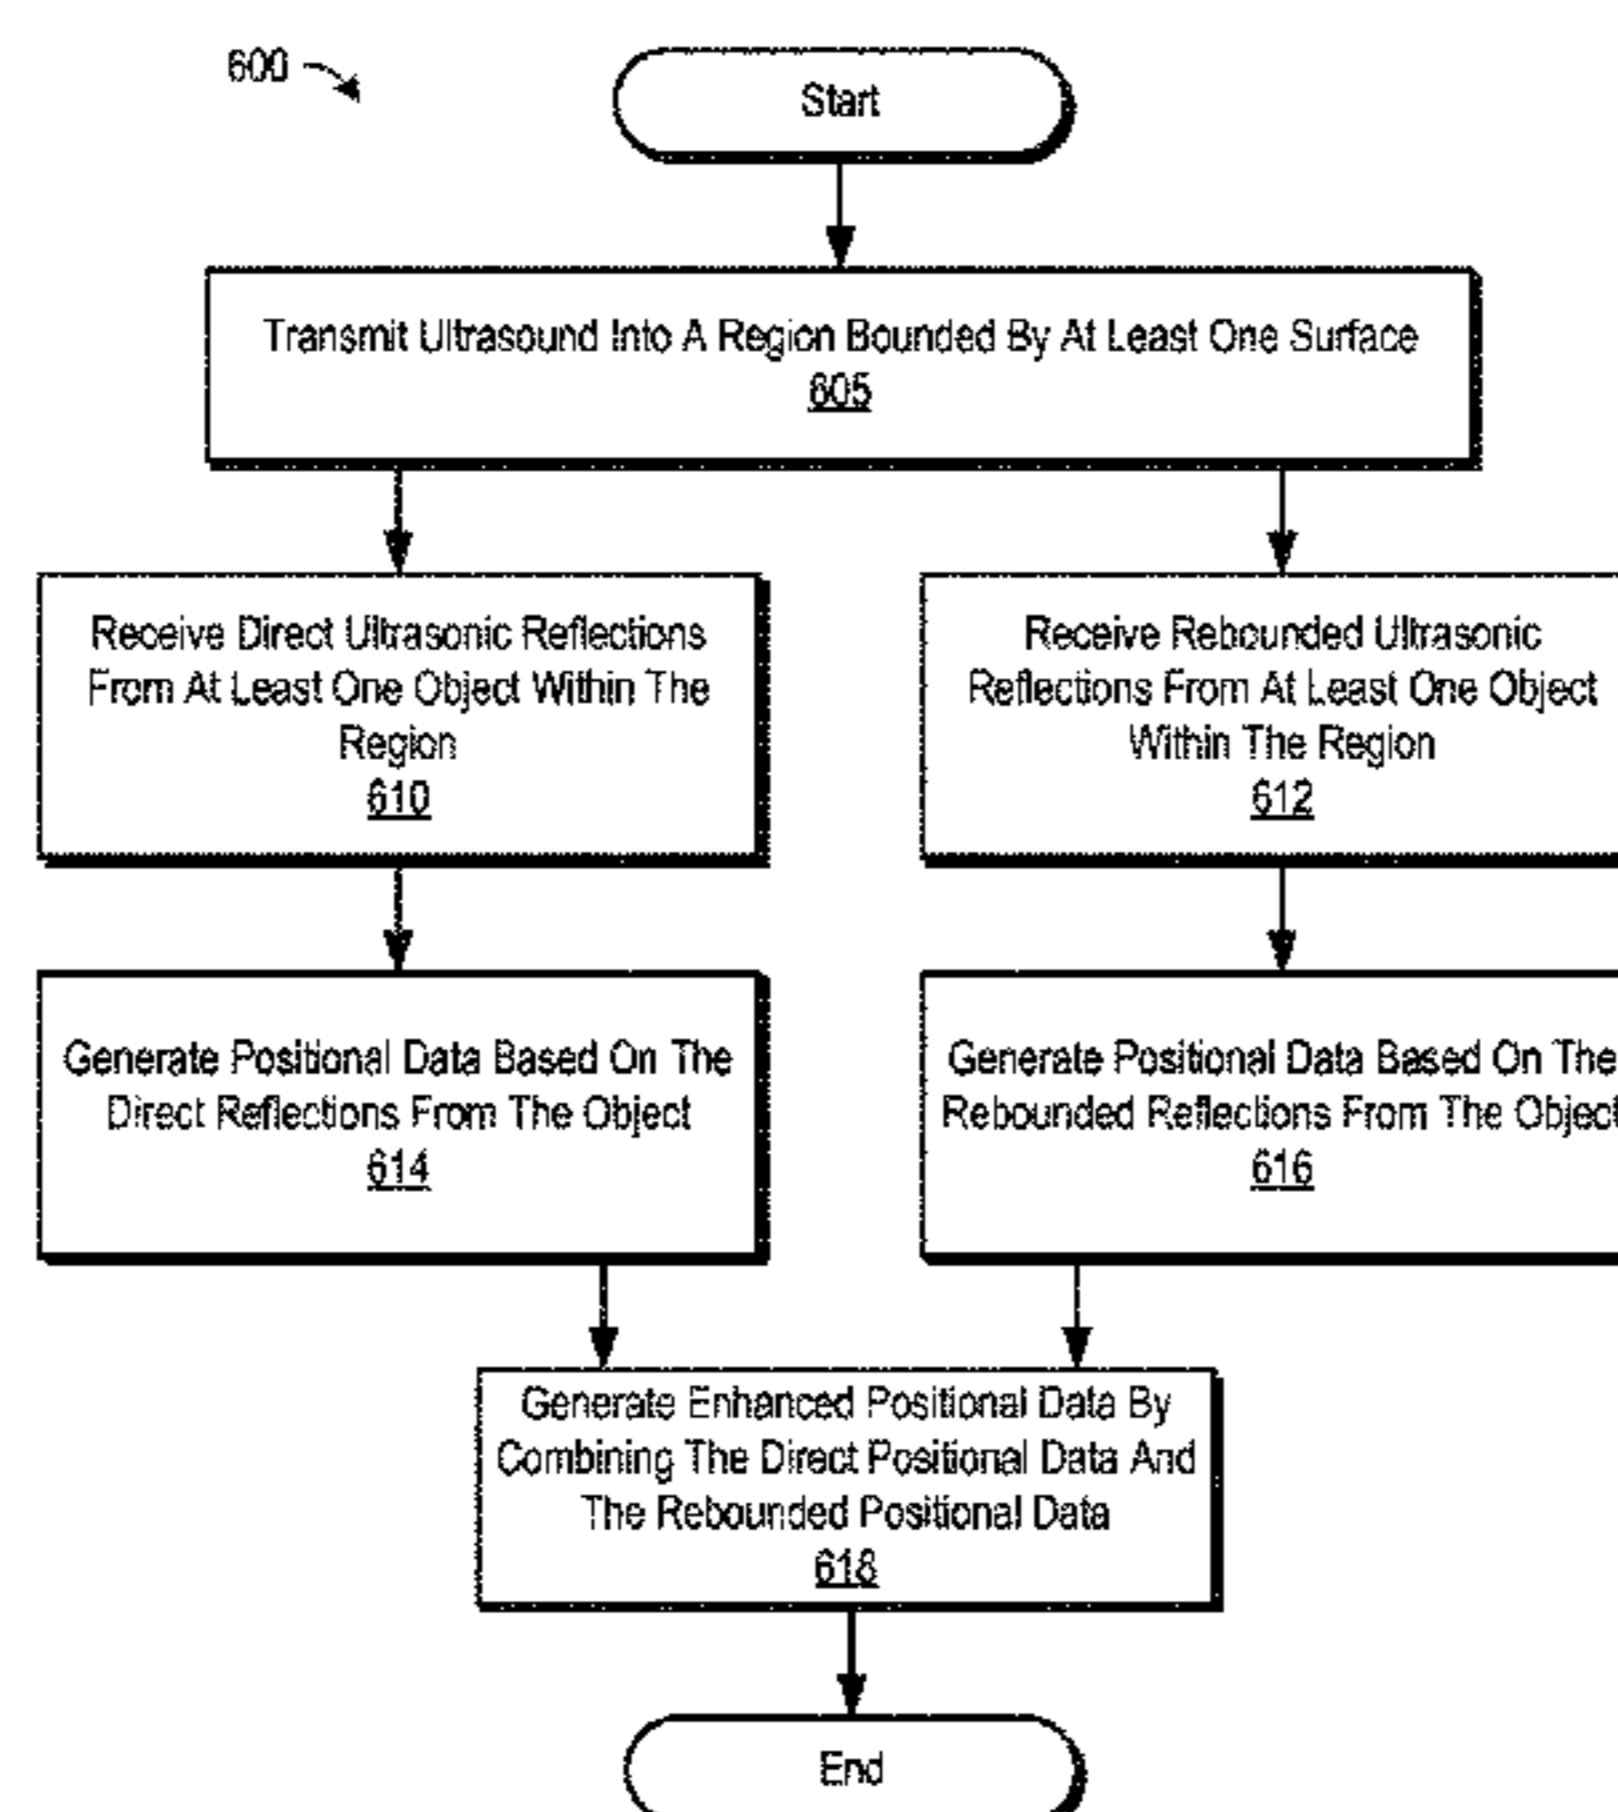 600
Start
Transmit Ultrasound Into A Region Bounded By At Least One Surface
605
Receive Direct Ultrasonic Reflections
From At Least One Object Within The
Region
610
Receive Rebounded Ultrasonic
Reflections From At Least One Object
Within The Region
612
Generate Positional Data Based On The
Direct Reflections From The Object
614
Generate Positional Data Based On The
Rebounded Reflections From The Object
616
Generate Enhanced Positional Data By
Combining The Direct Positional Data And
The Rebounded Positional Data
618
End